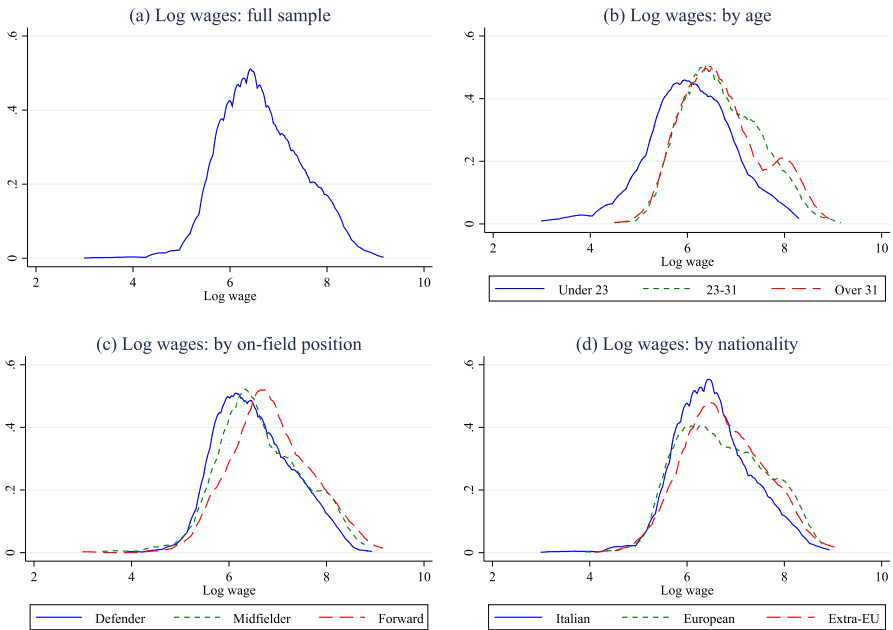 (a) Log wages: full sample
.6
.4
.2
0
2 4 6 8 10
Log wage
(b) Log wages: by age
.6
.4
.2
0
2 4 6 8 10
Log wage
Under 23 23-31 Over 31
(c) Log wages: by on-field position
.6
.4
.2
0
2 4 6 8 10
Log wage
Defender Midfielder Forward
(d) Log wages: by nationality
.6
.4
.2
0
2 4 6 8 10
Log wage
Italian European Extra-EU